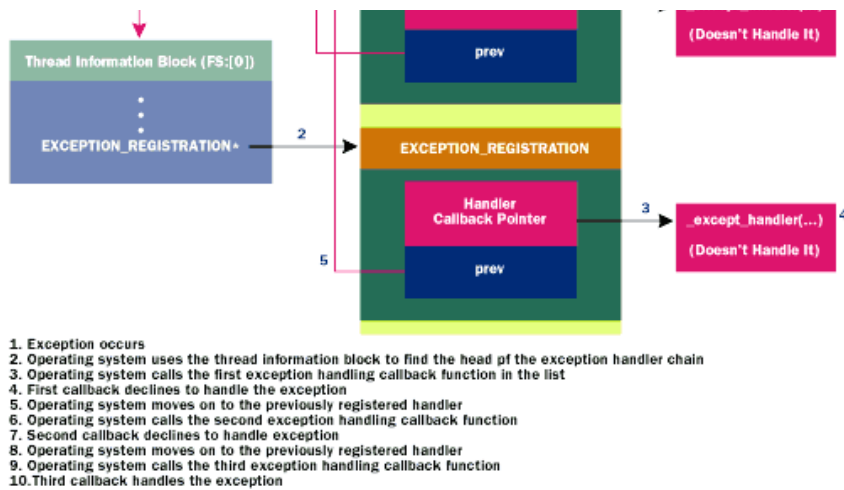 (Doesn't Handle It)
prev
Thread Information Block (FS:[0])
2
EXCEPTION_REGISTRATION*
EXCEPTION_REGISTRATION
Handler
Callback Pointer
3
_except_handler(...)
4
(Doesn't Handle It)
5
prev
1. Exception occurs
2. Operating system uses the thread information block to find the head pf the exception handler chain
3. Operating system calls the first exception handling callback function in the list
4. First callback declines to handle the exception
5. Operating system moves on to the previously registered handler
6. Operating system calls the second exception handling callback function
7. Second callback declines to handle exception
8. Operating system moves on to the previously registered handler
9. Operating system calls the third exception handling callback function
10.Third callback handles the exception